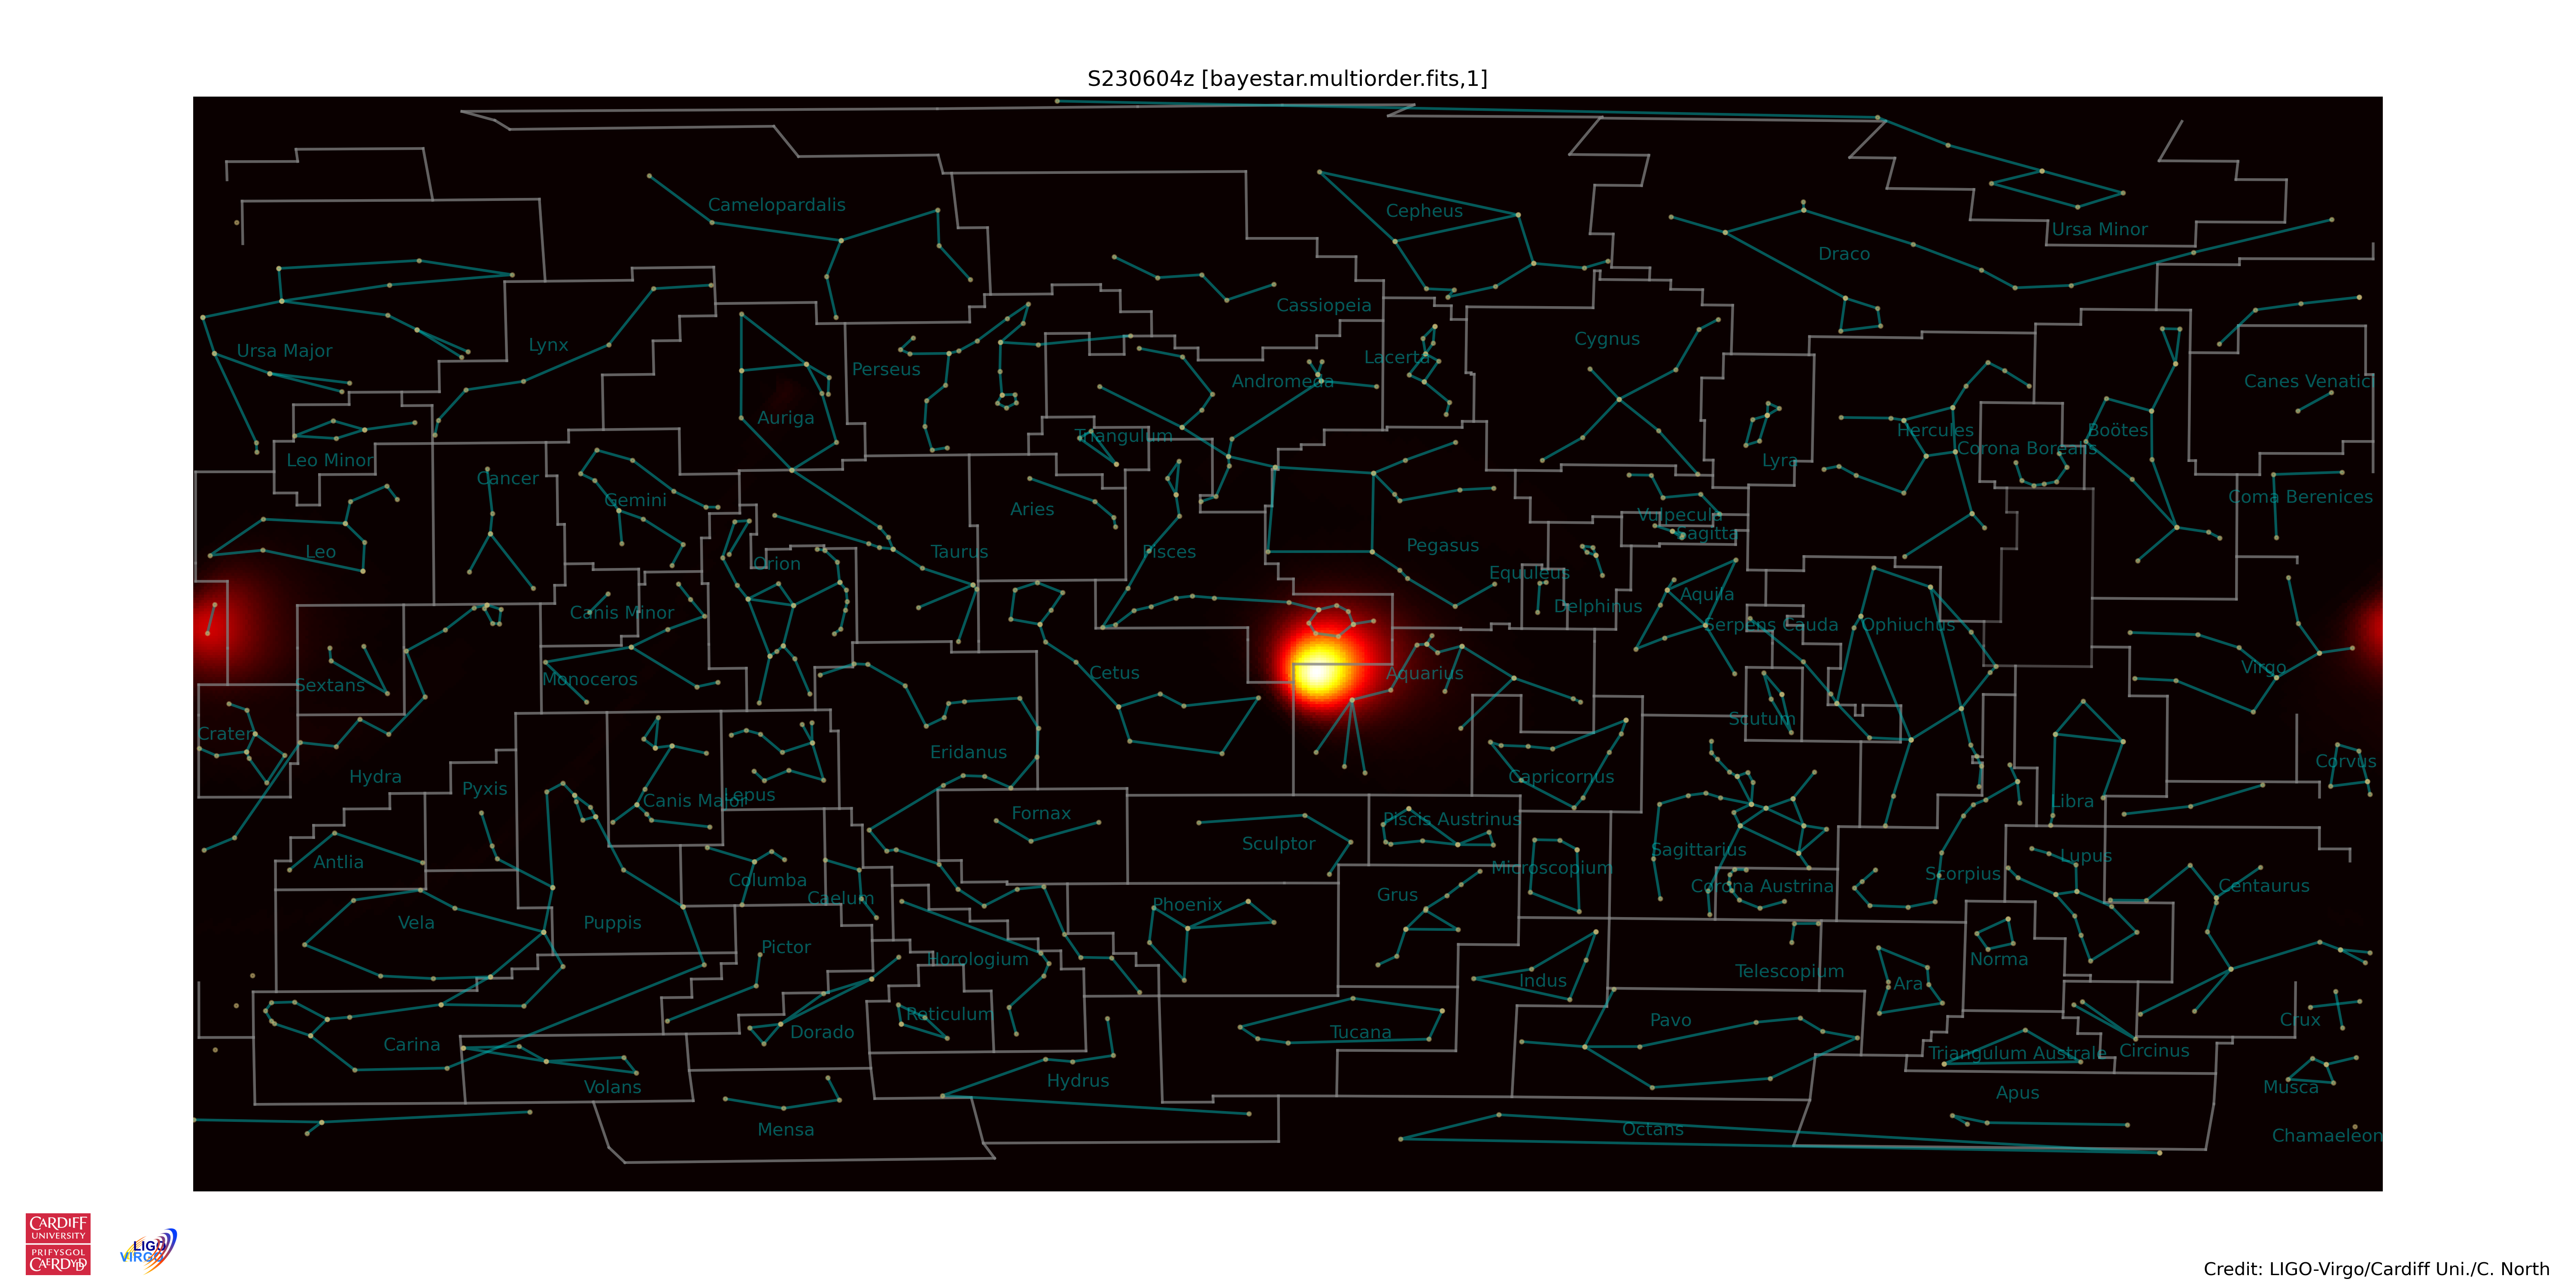 S230604z [bayestar.multiorder.fits,1]
Camelopardalis
Cepheus
Ursa Minor
Draco
Cassiopeia
Cygnus
Lynx
Ursa Major
Lacerta
Perseus
Andromeda
Canes Venatici
Auriga
Triangulum
Hercules
Boötes
Corona Borealis
Leo Minor
Lyra
Cancer
Gemini
Coma Berenices
Aries
Vulpecula
Sagitta
Pegasus
Leo
Taurus
Pisces
Orion
Equuleus
Aquila
Delphinus
Canis Minor
Serpens Cauda
Ophiuchus
Virgo
Cetus
Aquarius
Monoceros
Sextans
Scutum
Crater
Eridanus
Corvus
Hydra
Capricornus
Pyxis
Lepus
Canis Major
Libra
Fornax
Piscis Austrinus
Sculptor
Sagittarius
Lupus
Antlia
Microscopium
Scorpius
Columba
Corona Austrina
Centaurus
Grus
Caelum
Phoenix
Vela
Puppis
Pictor
Horologium
Norma
Telescopium
Indus
Ara
Reticulum
Pavo
Crux
Dorado
Tucana
Carina
Circinus
Triangulum Australe
Hydrus
Volans
Musca
Apus
Mensa
Octans
Chamaeleon
CARDIFF
UNIVERSITY
PRIFYSGOL
CAERDYDD
LIGO
VIRGO
Credit: LIGO-Virgo/Cardiff Uni./C. North